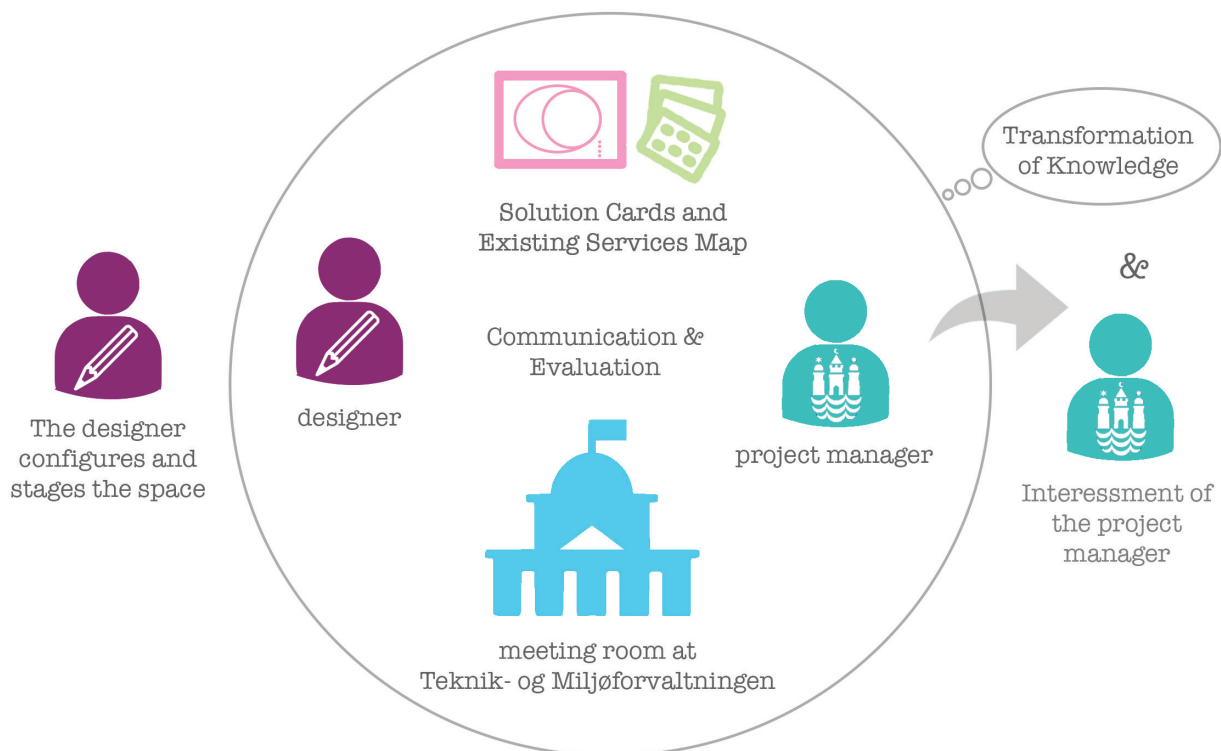 Transformation
of Knowledge
Solution Cards and
Existing Services Map
&
Communication &
Evaluation
designer
The designer
configures and
stages the space
project manager
Interessment of
the project
manager
meeting room at
Teknik- og Miljøforvaltningen